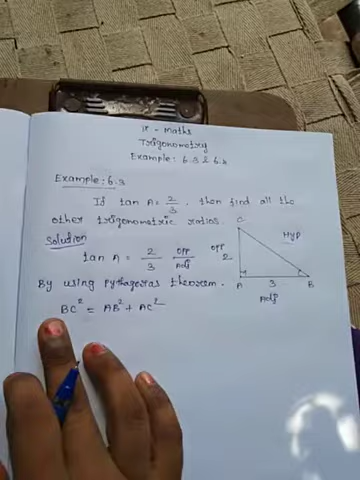 IX - Maths
Trigonometry
Example: 6.3 & 6.4
Example: 6.3
If tan A = 2/3, then find all the
other trigonometric ratios.
Solution
tan A = 2/3 opp/Adj
By using pythagoras theorem.
BC² = AB² + AC²
C
opp
2
Hyp
A
3
B
Adj